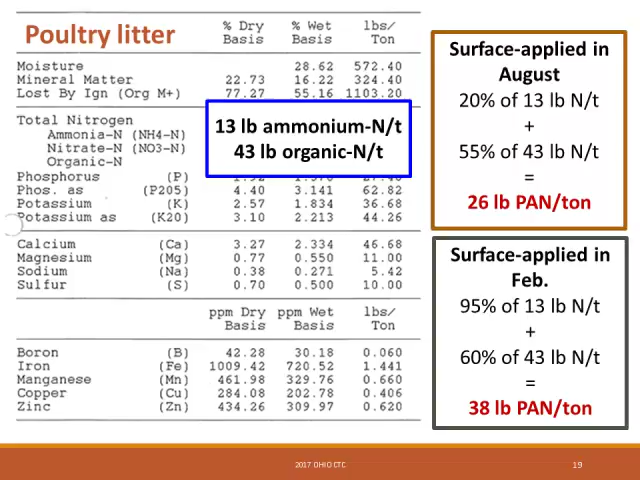 Poultry litter
% Dry % Wet lbs/
Basis Basis Ton
Moisture 28.62 572.40
Mineral Matter 22.73 16.22 324.40
Lost By Ign (Org M+) 77.27 55.16 1103.20
Total Nitrogen
Ammonia-N (NH4-N)
Nitrate-N (NO3-N)
Organic-N
13 lb ammonium-N/t
43 lb organic-N/t
Phosphorus (P)
Phos. as (P205) 4.40 3.141 62.82
Potassium (K) 2.57 1.834 36.68
Potassium as (K20) 3.10 2.213 44.26
Calcium (Ca) 3.27 2.334 46.68
Magnesium (Mg) 0.77 0.550 11.00
Sodium (Na) 0.38 0.271 5.42
Sulfur (S) 0.70 0.500 10.00
ppm Dry ppm Wet lbs/
Basis Basis Ton
Boron (B) 42.28 30.18 0.060
Iron (Fe) 1009.42 720.52 1.441
Manganese (Mn) 461.98 329.76 0.660
Copper (Cu) 284.08 202.78 0.406
Zinc (Zn) 434.26 309.97 0.620
Surface-applied in
August
20% of 13 lb N/t
+
55% of 43 lb N/t
=
26 lb PAN/ton
Surface-applied in
Feb.
95% of 13 lb N/t
+
60% of 43 lb N/t
=
38 lb PAN/ton
2017 OHIO CTC
19